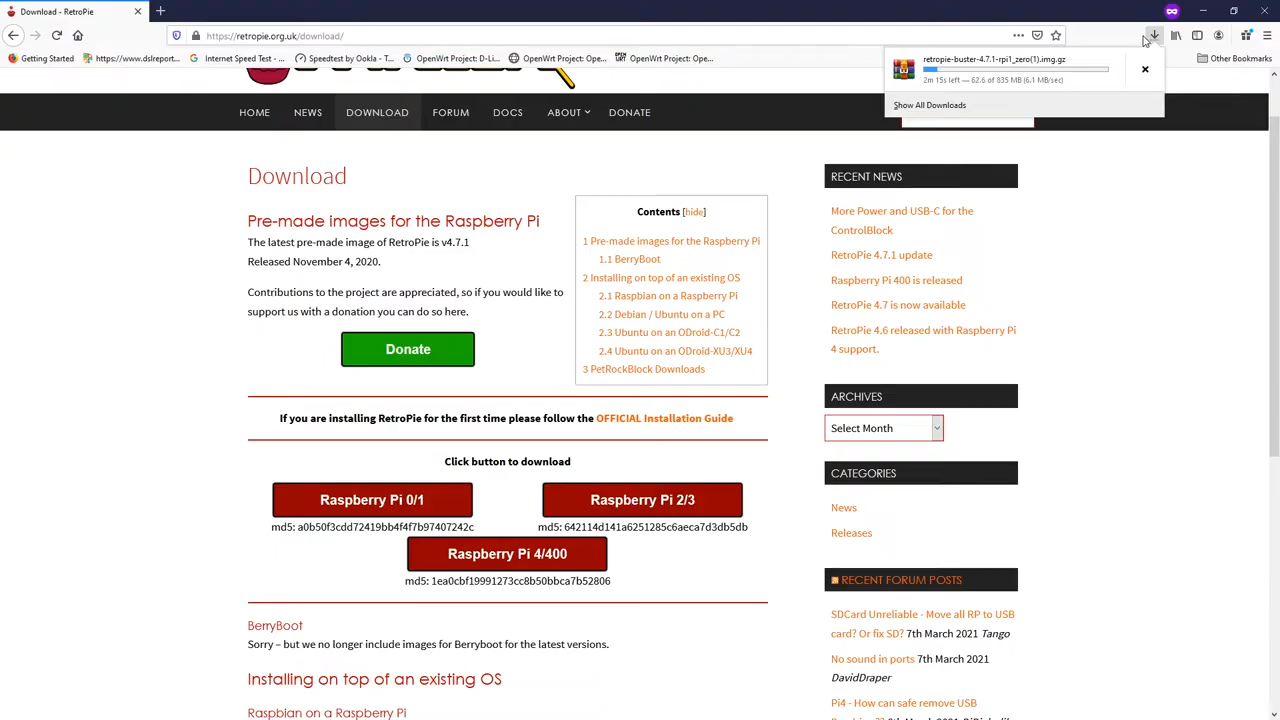 Download - RetroPie
https://retropie.org.uk/download/
Getting Started
https://www.dslreport...
Internet Speed Test - ...
Speedtest by Ookla - T...
OpenWrt Project: D-Li...
OpenWrt Project: Ope...
OpenWrt Project: Ope...
Other Bookmarks
retropie-buster-4.7.1-rpi1_zero(1).img.gz
2m 15s left — 62.6 of 835 MB (6.1 MB/sec)
Show All Downloads
HOME
NEWS
DOWNLOAD
FORUM
DOCS
ABOUT
DONATE
Download
Pre-made images for the Raspberry Pi
The latest pre-made image of RetroPie is v4.7.1
Released November 4, 2020.
Contributions to the project are appreciated, so if you would like to
support us with a donation you can do so here.
Donate
Contents [hide]
1 Pre-made images for the Raspberry Pi
1.1 BerryBoot
2 Installing on top of an existing OS
2.1 Raspbian on a Raspberry Pi
2.2 Debian / Ubuntu on a PC
2.3 Ubuntu on an ODroid-C1/C2
2.4 Ubuntu on an ODroid-XU3/XU4
3 PetRockBlock Downloads
If you are installing RetroPie for the first time please follow the OFFICIAL Installation Guide
Click button to download
Raspberry Pi 0/1
md5: a0b50f3cdd72419bb4f4f7b97407242c
Raspberry Pi 2/3
md5: 642114d141a6251285c6aeca7d3db5db
Raspberry Pi 4/400
md5: 1ea0cbf19991273cc8b50bbca7b52806
BerryBoot
Sorry – but we no longer include images for Berryboot for the latest versions.
Installing on top of an existing OS
Raspbian on a Raspberry Pi
RECENT NEWS
More Power and USB-C for the
ControlBlock
RetroPie 4.7.1 update
Raspberry Pi 400 is released
RetroPie 4.7 is now available
RetroPie 4.6 released with Raspberry Pi
4 support.
ARCHIVES
Select Month
CATEGORIES
News
Releases
RECENT FORUM POSTS
SDCard Unreliable - Move all RP to USB
card? Or fix SD? 7th March 2021 Tango
No sound in ports 7th March 2021
DavidDraper
Pi4 - How can safe remove USB